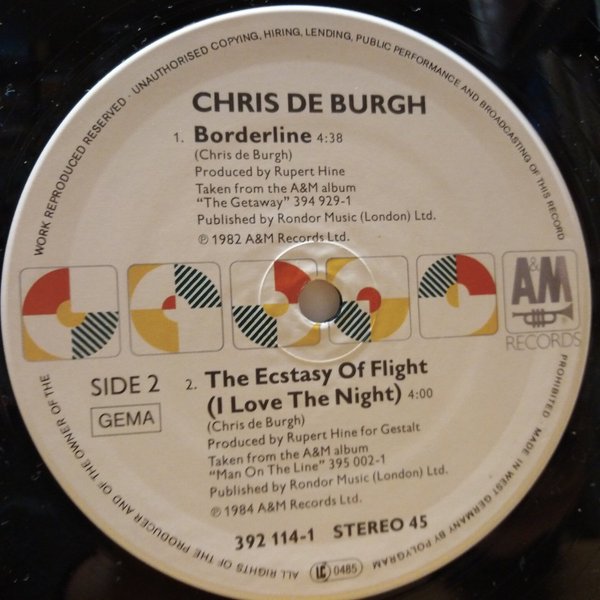 WORK REPRODUCED RESERVED · UNAUTHORISED COPYING, HIRING, LENDING, PUBLIC PERFORMANCE AND BROADCASTING OF THIS RECORD
CHRIS DE BURGH
1. Borderline 4:38
(Chris de Burgh)
Produced by Rupert Hine
Taken from the A&M album
"The Getaway" 394 929-1
Published by Rondor Music (London) Ltd.
℗ 1982 A&M Records Ltd.
A&M
RECORDS
SIDE 2
GEMA
2. The Ecstasy Of Flight
(I Love The Night) 4:00
(Chris de Burgh)
Produced by Rupert Hine for Gestalt
Taken from the A&M album
"Man On The Line" 395 002-1
Published by Rondor Music (London) Ltd.
℗ 1984 A&M Records Ltd.
392 114-1 STEREO 45
LC 0485
ALL RIGHTS OF THE PRODUCER AND OF THE OWNER OF THE
PROHIBITED MADE IN WEST GERMANY BY POLYGRAM